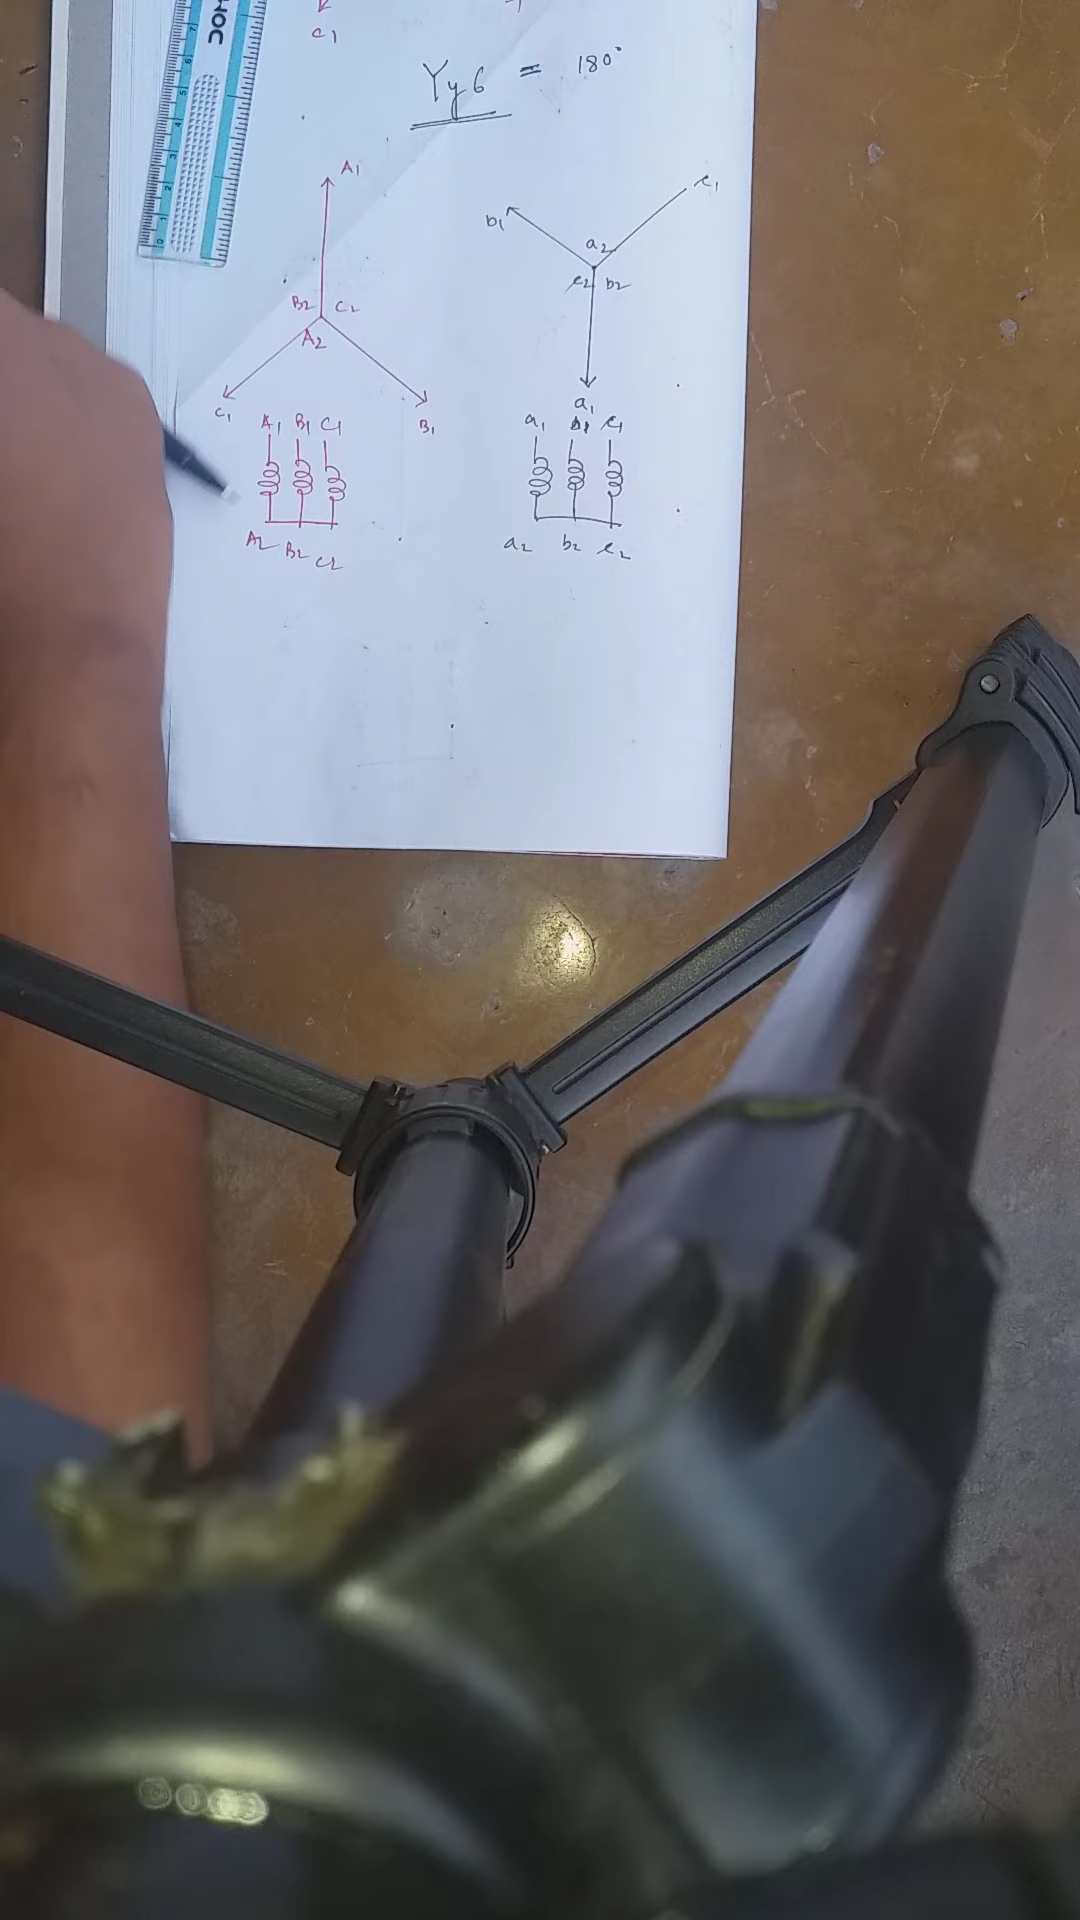 C1
Yy6 = 180°
A1
B2 C2
A2
C1 B1
A1 B1 C1
A2 B2 C2
c1
b1
a2
c2 b2
a1
a1 b1 c1
a2 b2 c2